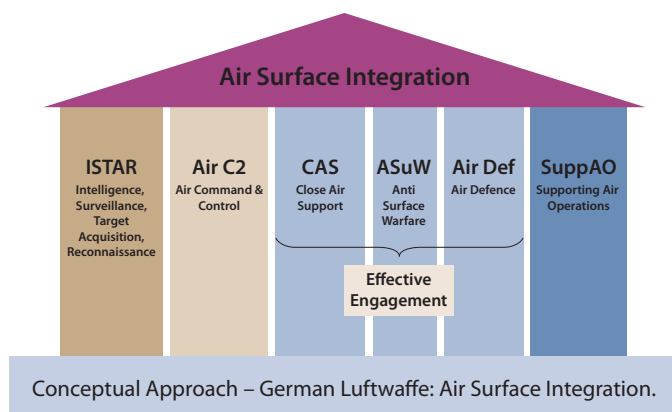 Air Surface Integration
ISTAR
Intelligence,
Surveillance,
Target
Acquisition,
Reconnaissance
Air C2
Air Command &
Control
CAS
Close Air
Support
ASuW
Anti
Surface
Warfare
Air Def
Air Defence
SuppAO
Supporting Air
Operations
Effective
Engagement
Conceptual Approach – German Luftwaffe: Air Surface Integration.